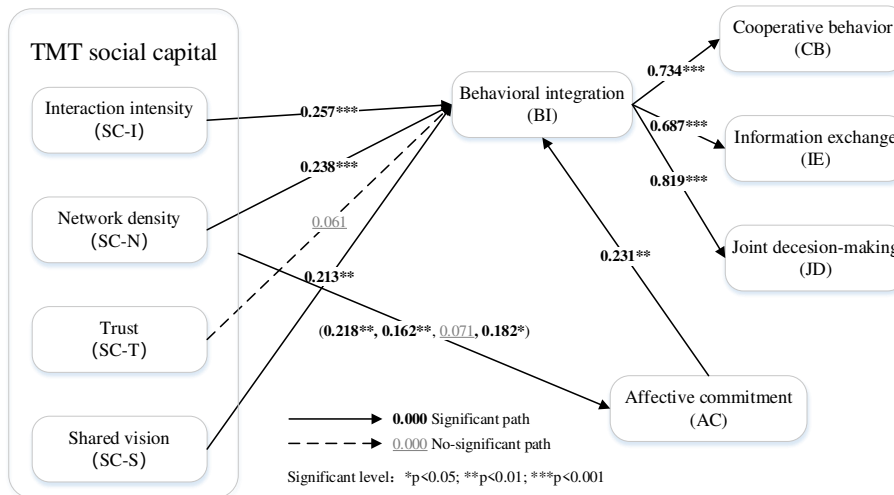 TMT social capital
Interaction intensity
(SC-I)
Network density
(SC-N)
Trust
(SC-T)
Shared vision
(SC-S)
0.257***
0.238***
0.061
0.213**
(0.218**, 0.162**, 0.071, 0.182*)
Behavioral integration
(BI)
0.231**
Affective commitment
(AC)
0.734***
0.687***
0.819***
Cooperative behavior
(CB)
Information exchange
(IE)
Joint decesion-making
(JD)
0.000 Significant path
0.000 No-significant path
Significant level: *p<0.05; **p<0.01; ***p<0.001